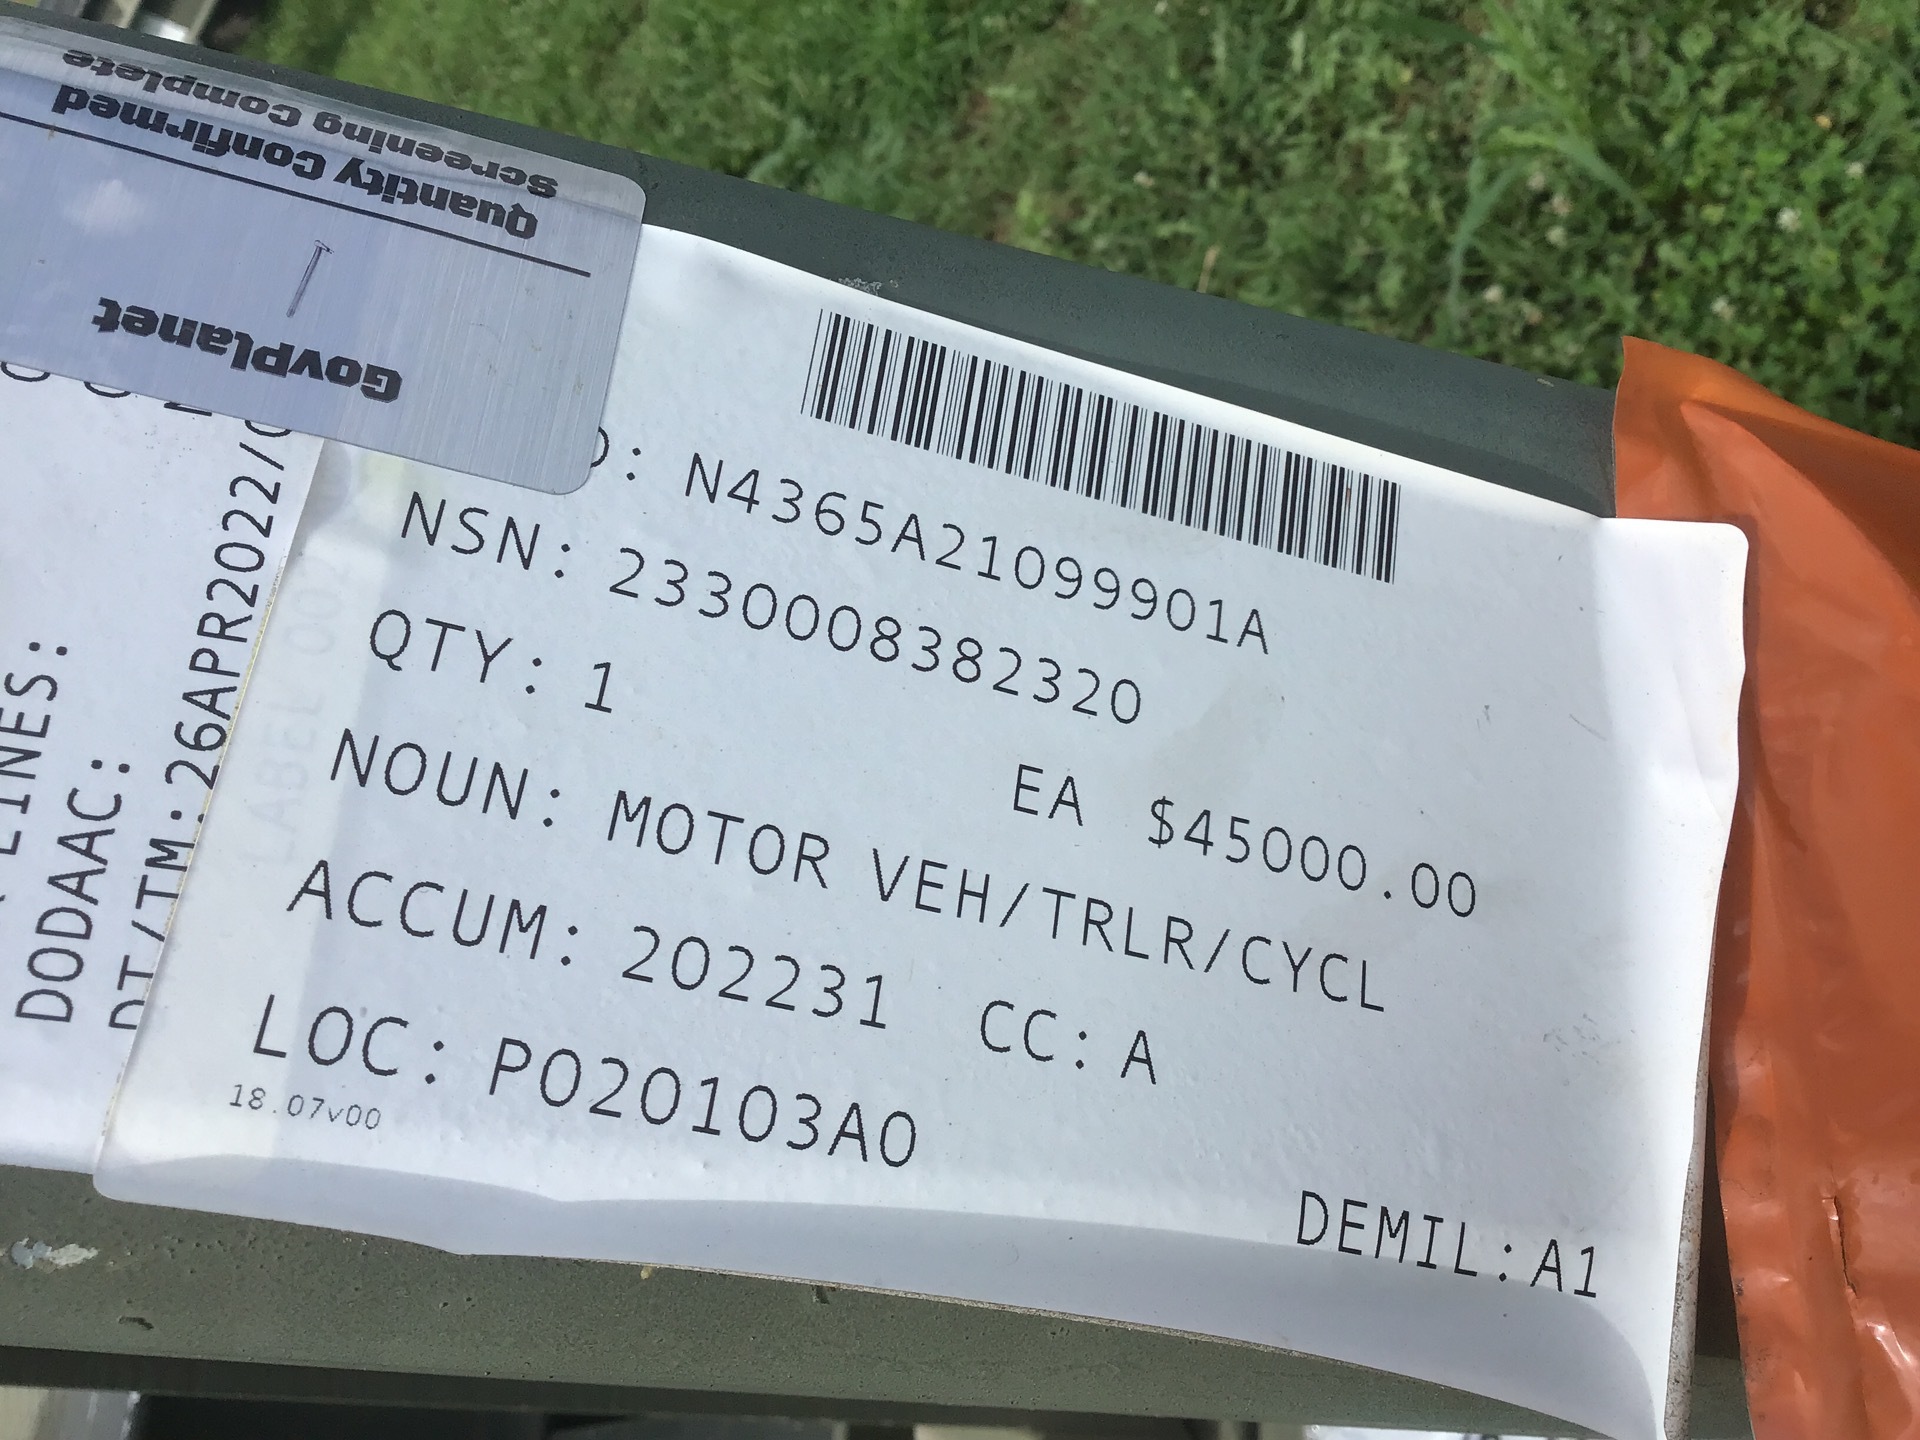 GovPlanet
Quantity Confirmed
Screening Complete
N4365A21099901A
NSN: 2330008382320
QTY: 1
EA $45000.00
NOUN: MOTOR VEH/TRLR/CYCL
ACCUM: 202231 CC: A
LOC: P020103A0
18.07v00
DEMIL: A1
LINES:
DODAAC:
DT/TM: 26APR2022/